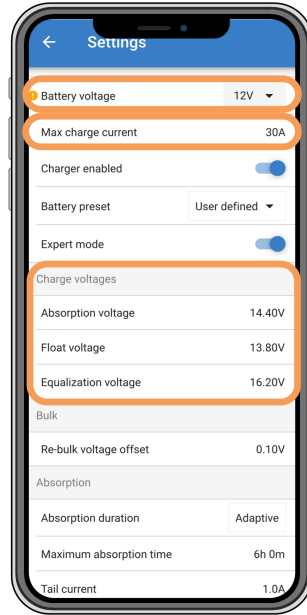 Settings
Battery voltage 12V
Max charge current 30A
Charger enabled
Battery preset User defined
Expert mode
Charge voltages
Absorption voltage 14.40V
Float voltage 13.80V
Equalization voltage 16.20V
Bulk
Re-bulk voltage offset 0.10V
Absorption
Absorption duration Adaptive
Maximum absorption time 6h 0m
Tail current 1.0A